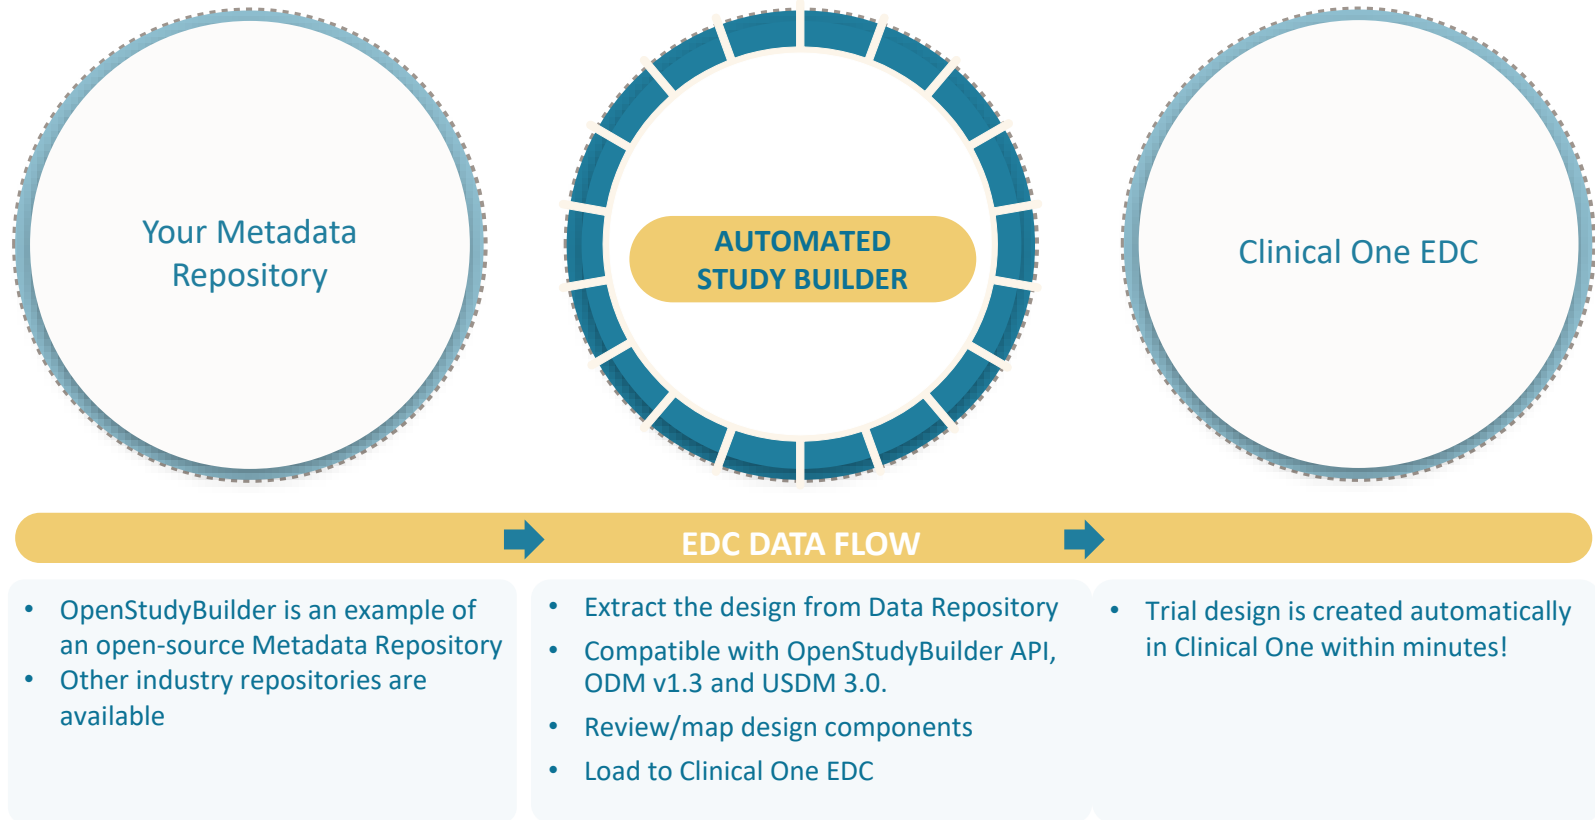 Your Metadata
Repository
AUTOMATED
STUDY BUILDER
Clinical One EDC
EDC DATA FLOW
• OpenStudyBuilder is an example of
an open-source Metadata Repository
• Other industry repositories are
available
• Extract the design from Data Repository
• Compatible with OpenStudyBuilder API,
ODM v1.3 and USDM 3.0.
• Review/map design components
• Load to Clinical One EDC
• Trial design is created automatically
in Clinical One within minutes!